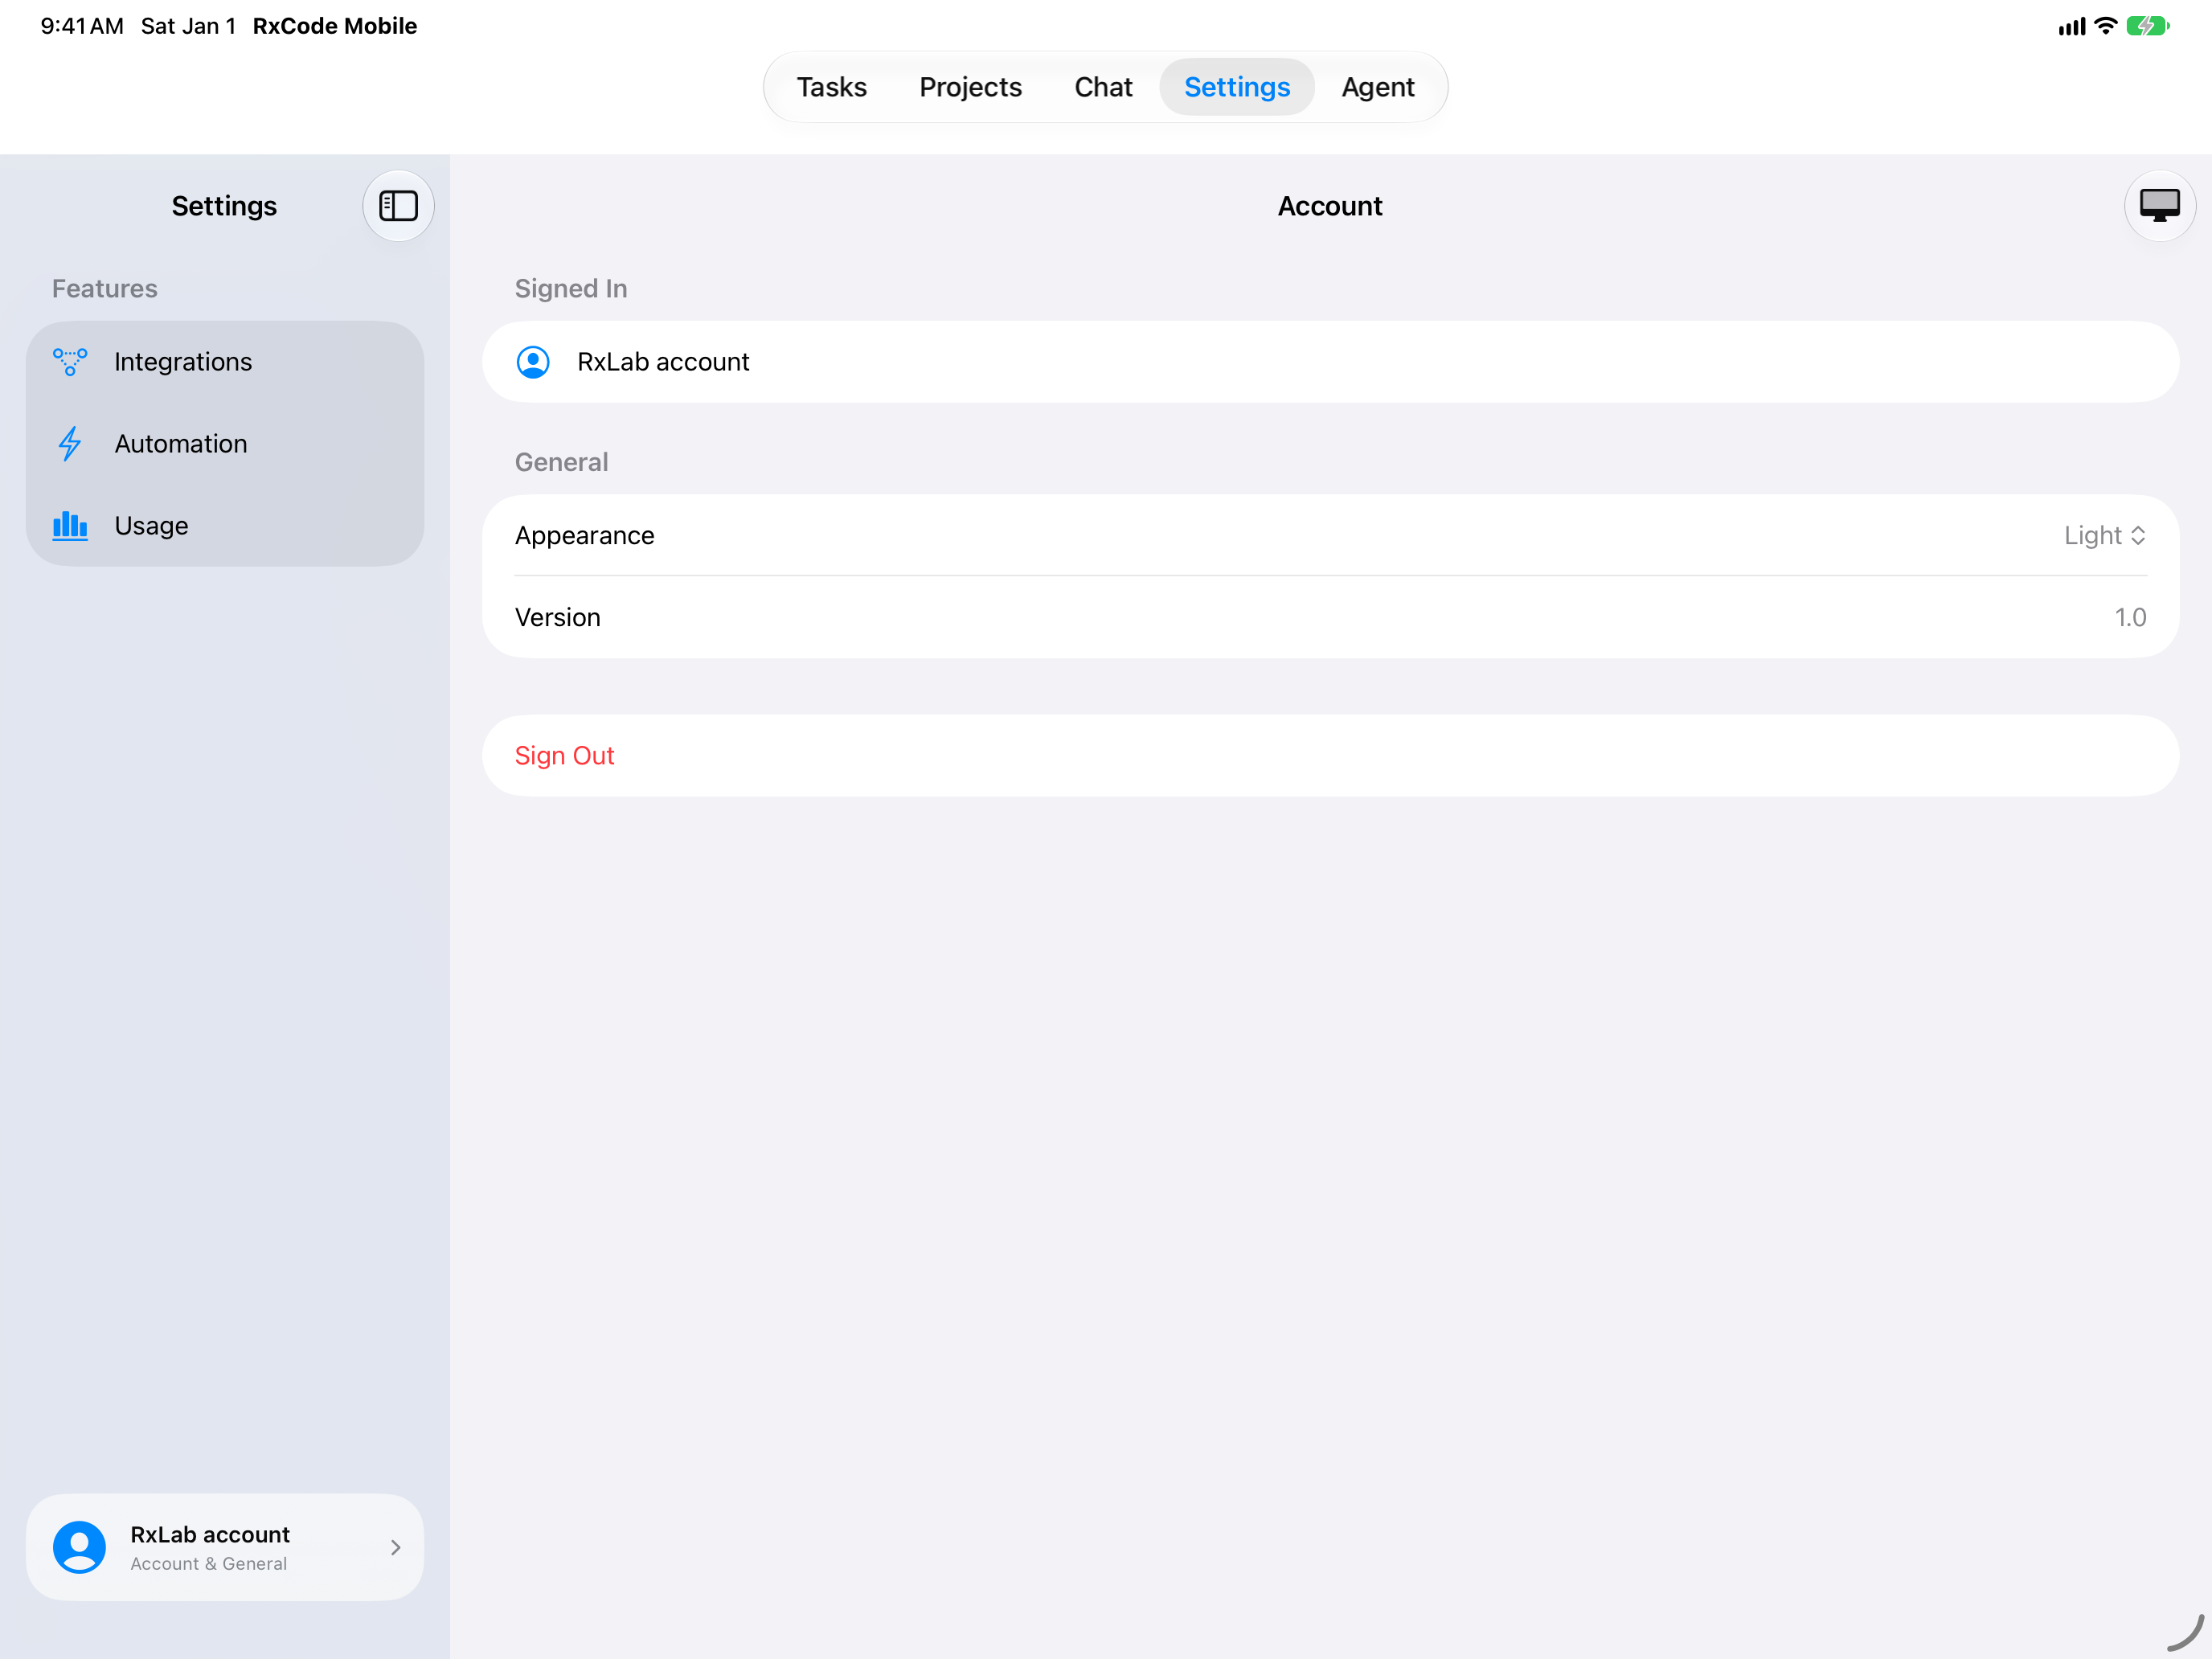 9:41 AM Sat Jan 1 RxCode Mobile
Tasks Projects Chat Settings Agent
Settings
Features
Integrations
Automation
Usage
RxLab account
Account & General
Account
Signed In
RxLab account
General
Appearance Light
Version 1.0
Sign Out